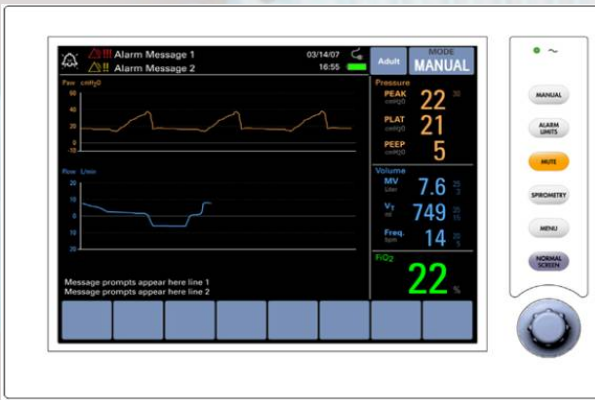 !!! Alarm Message 1
!! Alarm Message 2
03/14/07
16:55
Adult
MODE
MANUAL
Paw cmH2O
60
40
20
0
-10
Flow L/min
20
10
0
10
20
Message prompts appear here line 1
Message prompts appear here line 2
Pressure
PEAK 22 30
cmH2O
PLAT 21
cmH2O
PEEP 5
cmH2O
Volume
MV 7.6
Liter
VT 749
ml
Freq. 14
bpm
FiO2
22 %
MANUAL
ALARM
LIMITS
MUTE
SPIROMETRY
MENU
NORMAL
SCREEN